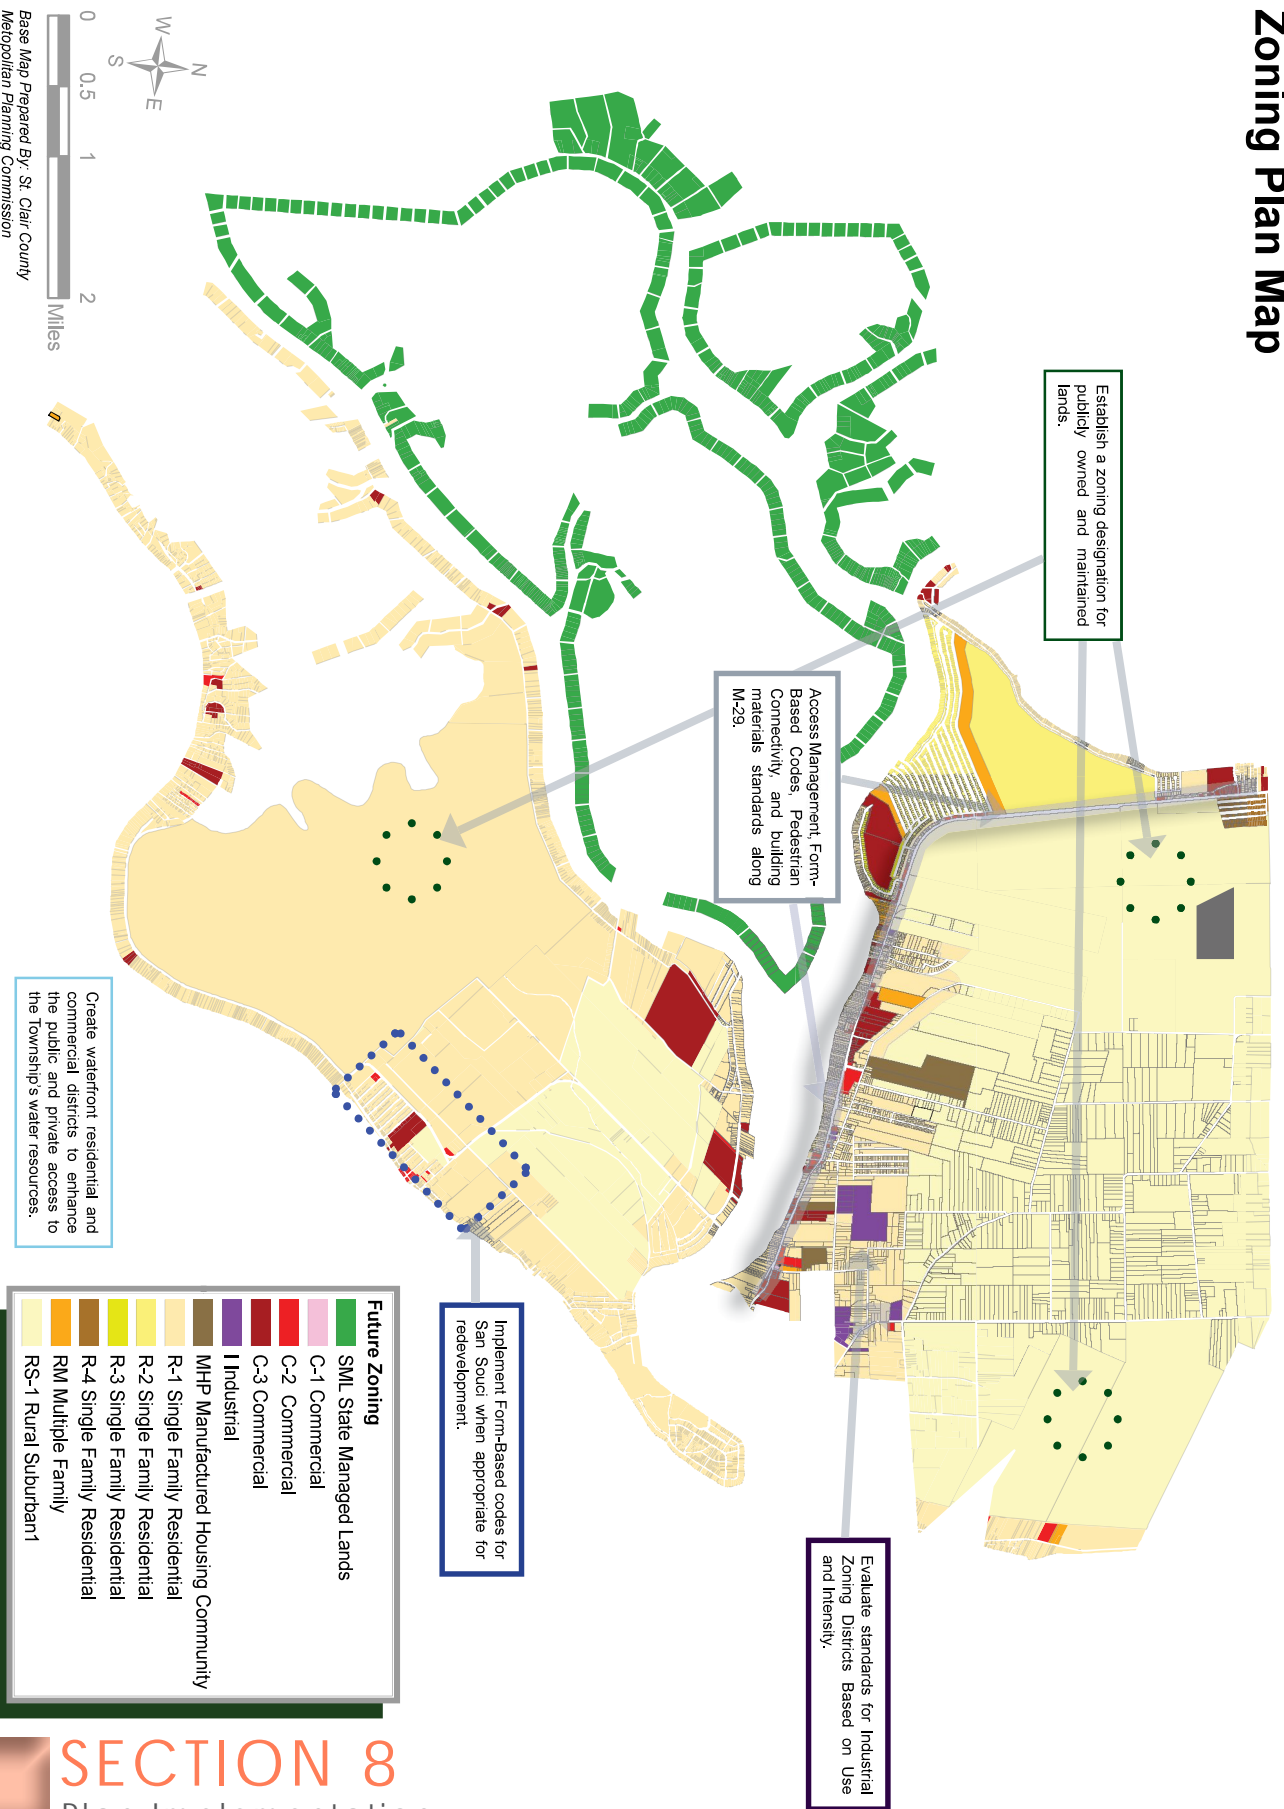 Zoning Plan Map
Establish a zoning designation for
publicly owned and maintained
lands.
Access Management, Form-
Based Codes, Pedestrian
Connectivity, and building
materials standards along
M-29.
Evaluate standards for Industrial
Zoning Districts Based on Use
and Intensity.
Implement Form-Based codes for
San Souci when appropriate for
redevelopment.
Create waterfront residential and
commercial districts to enhance
the public and private access to
the Township's water resources.
Future Zoning
SML State Managed Lands
C-1 Commercial
C-2 Commercial
C-3 Commercial
I Industrial
MHP Manufactured Housing Community
R-1 Single Family Residential
R-2 Single Family Residential
R-3 Single Family Residential
R-4 Single Family Residential
RM Multiple Family
RS-1 Rural Suburban1
N
W
E
S
0 0.5 1 2
Miles
Base Map Prepared By: St. Clair County
Metopolitan Planning Commission
SECTION 8
Plan Implementation